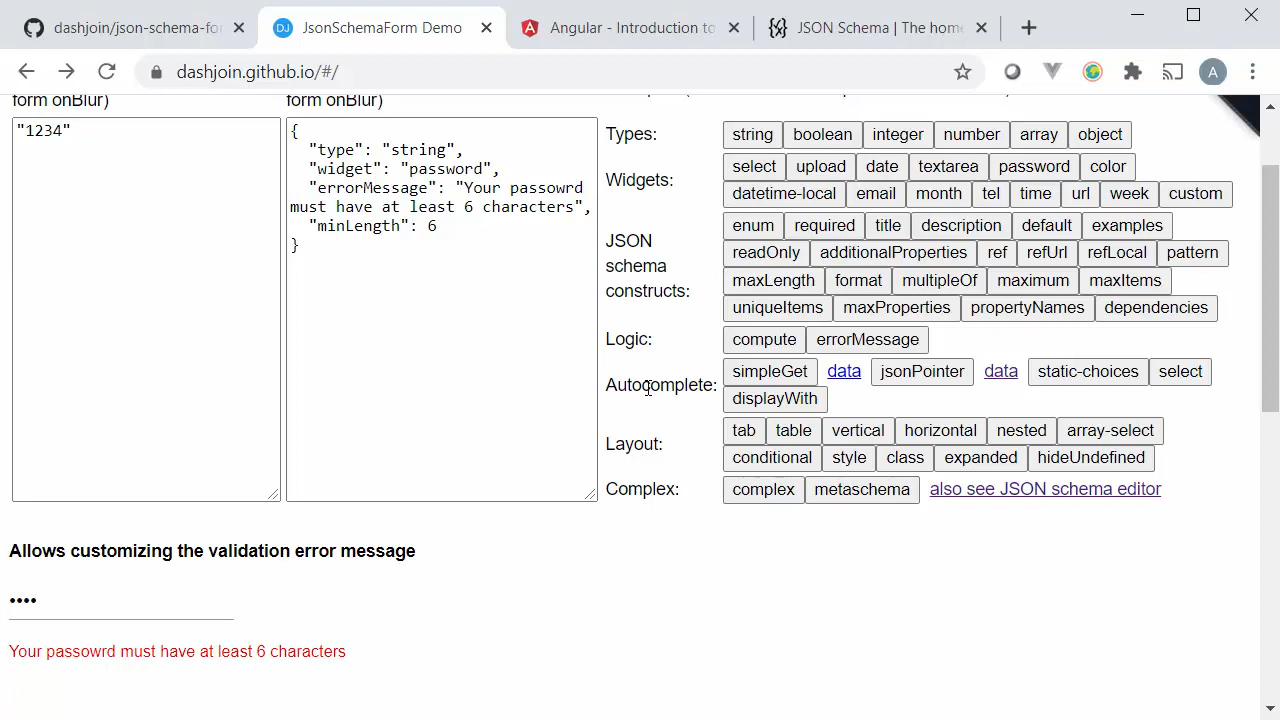 dashjoin/json-schema-for
JsonSchemaForm Demo
Angular - Introduction to
JSON Schema | The home
dashjoin.github.io/#/
A
form onBlur)
form onBlur)
"1234"
{
"type": "string",
"widget": "password",
"errorMessage": "Your passowrd
must have at least 6 characters",
"minLength": 6
}
Types: string boolean integer number array object
Widgets: select upload date textarea password color
datetime-local email month tel time url week custom
JSON schema constructs: enum required title description default examples
readOnly additionalProperties ref refUrl refLocal pattern
maxLength format multipleOf maximum maxItems
uniqueItems maxProperties propertyNames dependencies
Logic: compute errorMessage
Autocomplete: simpleGet data jsonPointer data static-choices select
displayWith
Layout: tab table vertical horizontal nested array-select
conditional style class expanded hideUndefined
Complex: complex metaschema also see JSON schema editor
Allows customizing the validation error message
••••
Your passowrd must have at least 6 characters